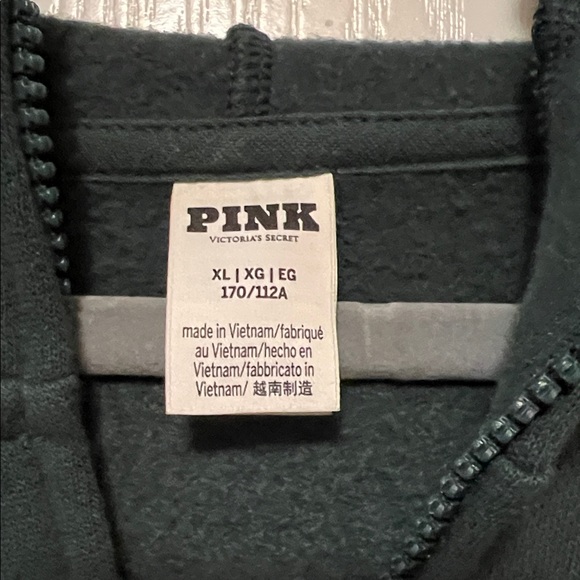 PINK
VICTORIA'S SECRET
XL | XG | EG
170/112A
made in Vietnam/fabriqué
au Vietnam/hecho en
Vietnam/fabbricato in
Vietnam/ 越南制造